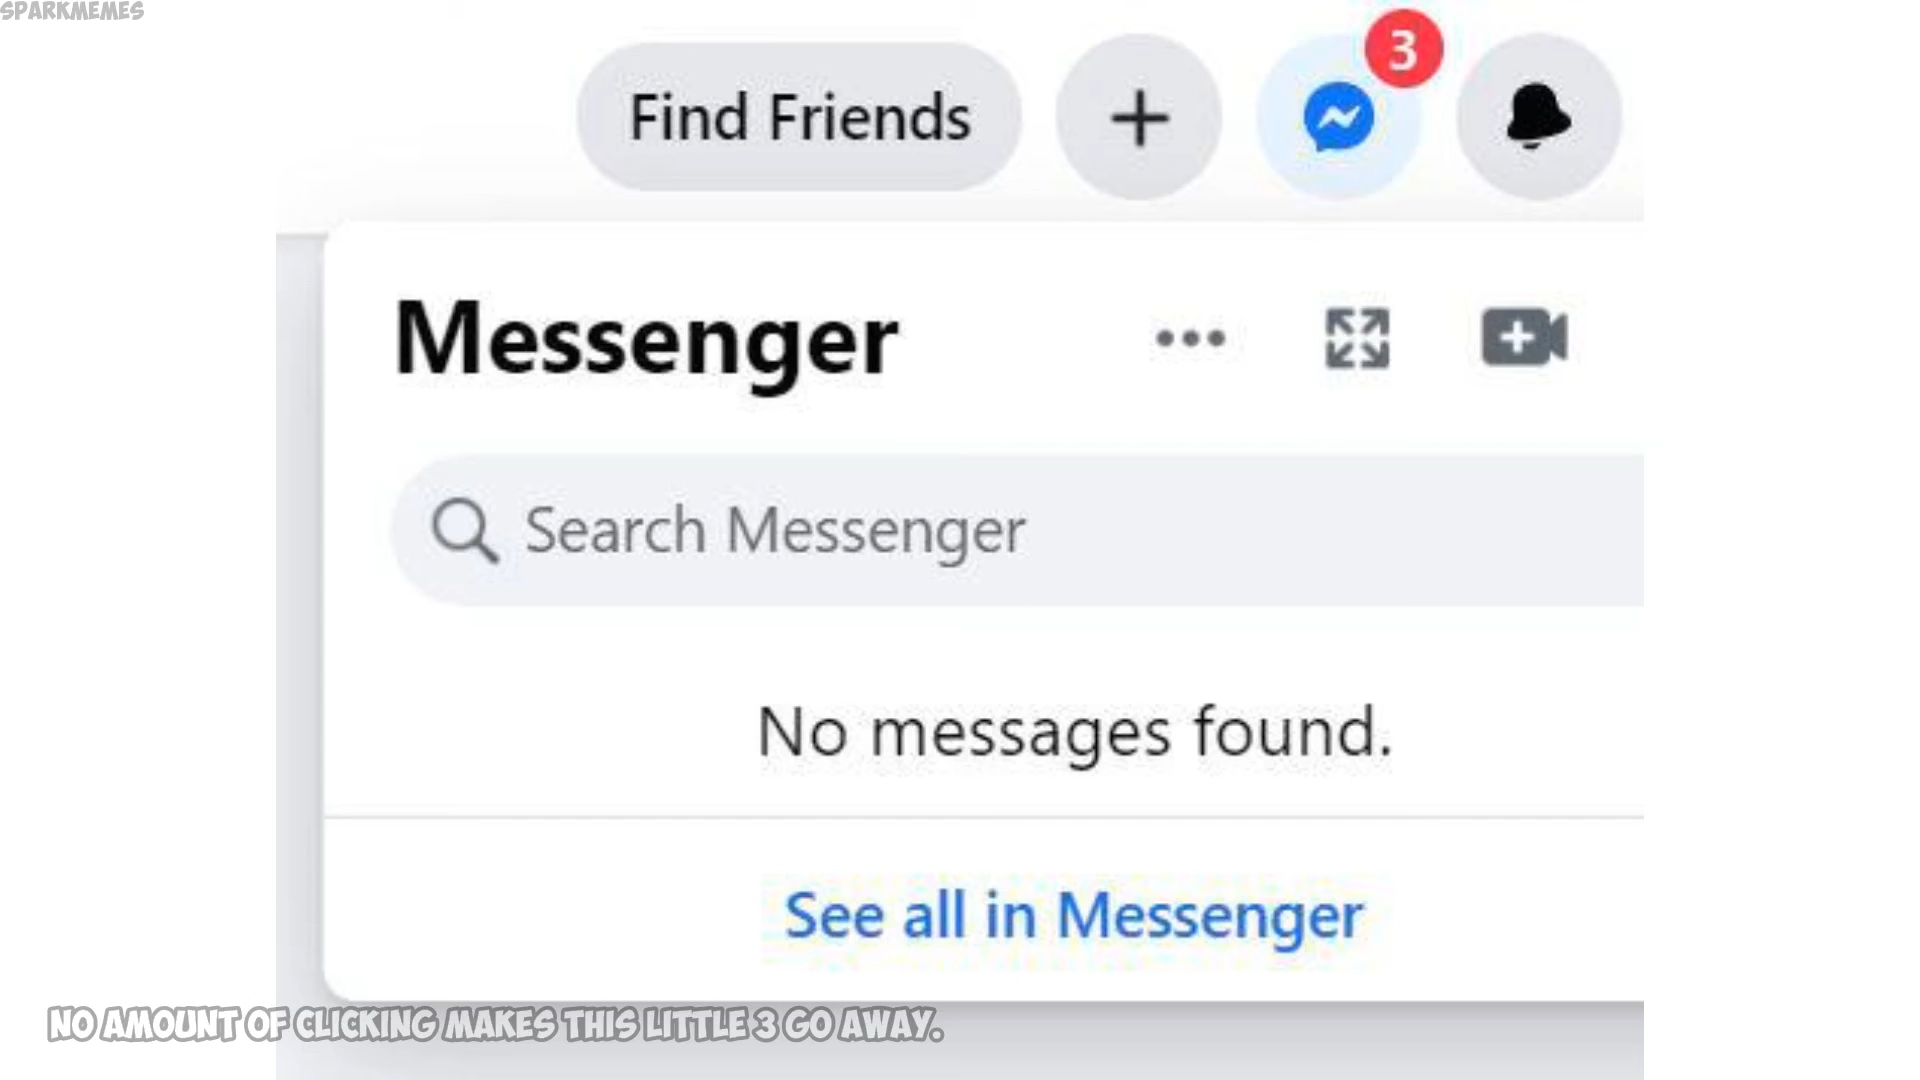 SPARKMEMES
3
Find Friends
Messenger
Search Messenger
No messages found.
See all in Messenger
NO AMOUNT OF CLICKING MAKES THIS LITTLE 3 GO AWAY.